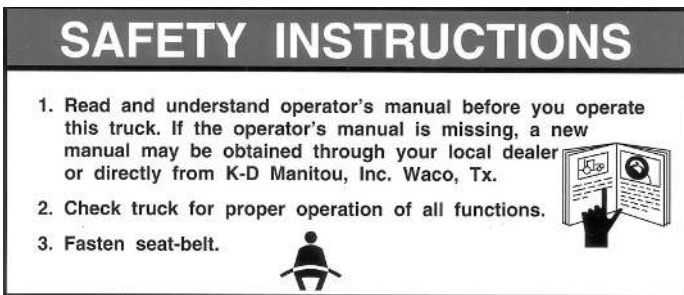 SAFETY INSTRUCTIONS
1. Read and understand operator's manual before you operate
this truck. If the operator's manual is missing, a new
manual may be obtained through your local dealer
or directly from K-D Manitou, Inc. Waco, Tx.
2. Check truck for proper operation of all functions.
3. Fasten seat-belt.